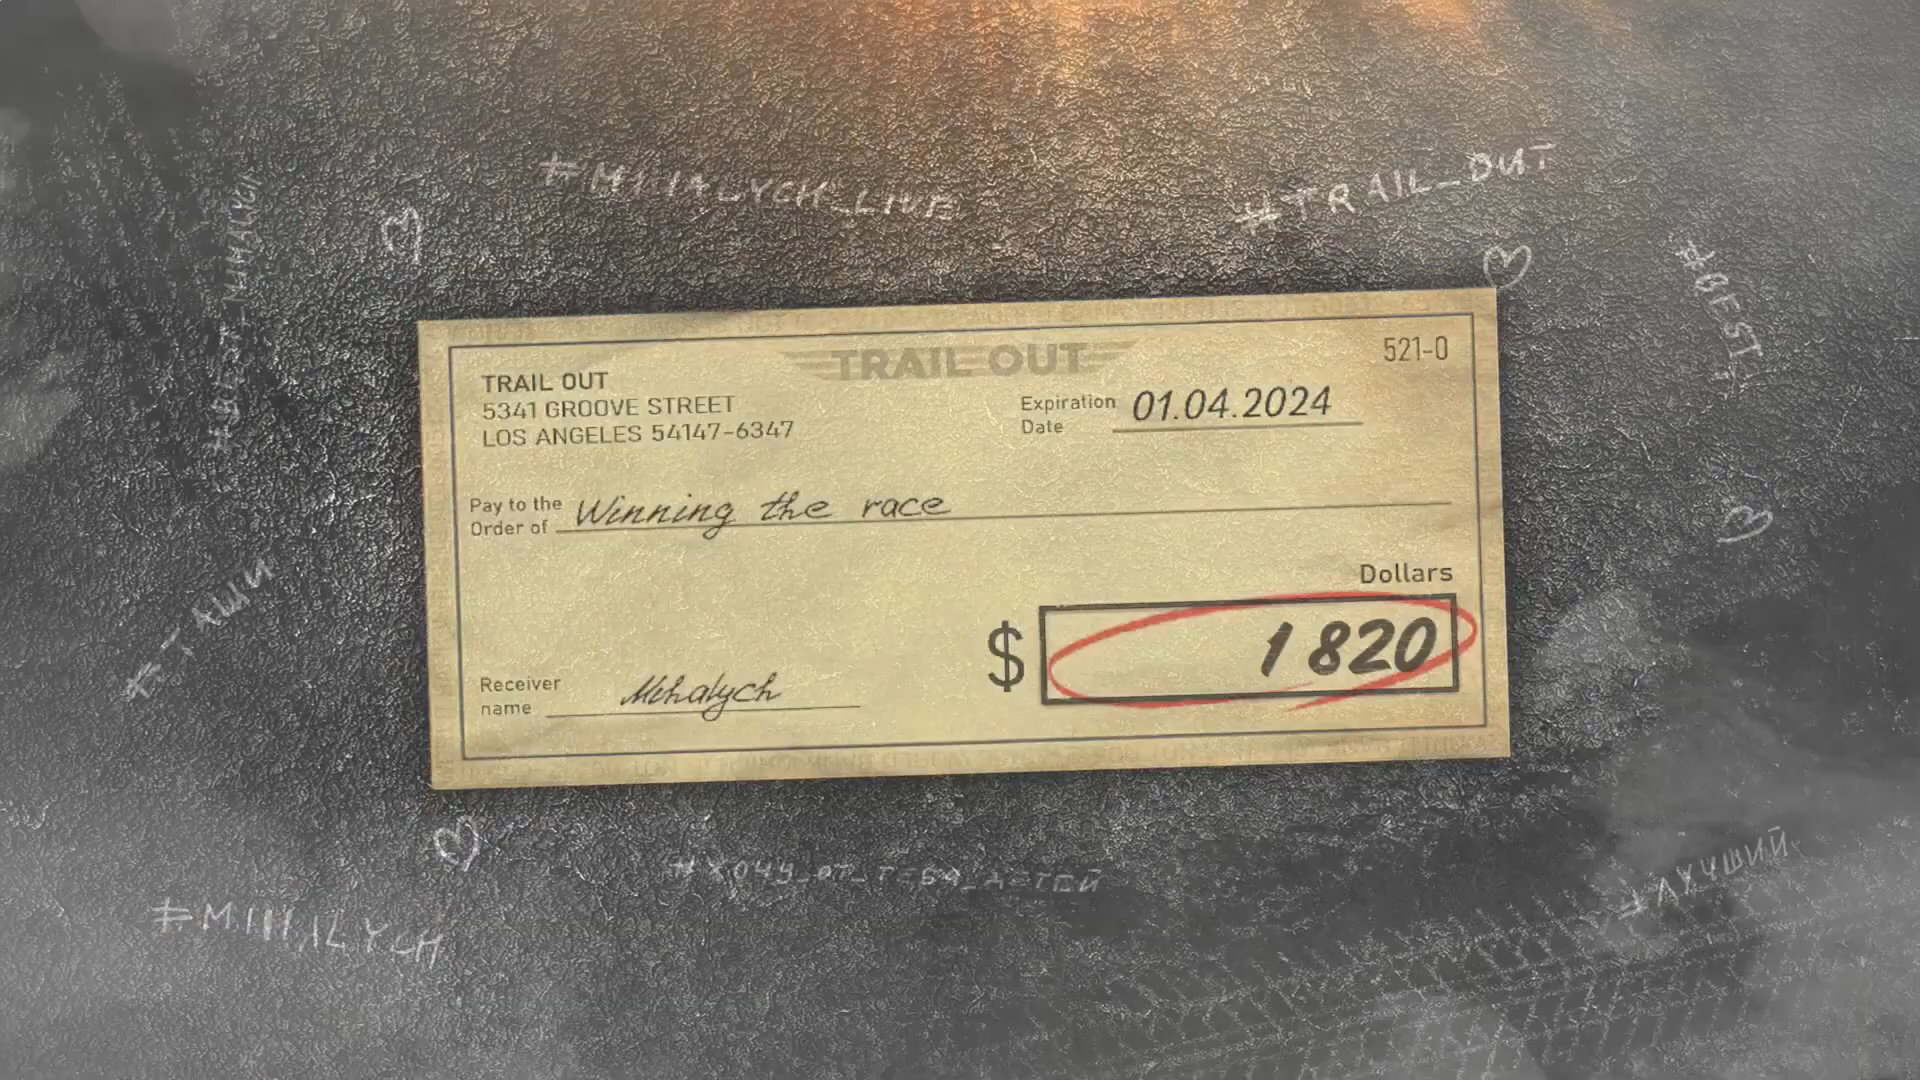 #MIHALYCH_LIVE
#TRAIL_OUT
#BEST_MIHALYCH
#BEST
TRAIL OUT
521-0
TRAIL OUT
5341 GROOVE STREET
LOS ANGELES 54147-6347
Expiration Date 01.04.2024
Pay to the Order of Winning the race
Dollars
$ 1 820
Receiver name Mihalych
#ТАЩИ
#ХОЧУ_ОТ_ТЕБЯ_ДЕТЕЙ
#ЛУЧШИЙ
#MIHALYCH